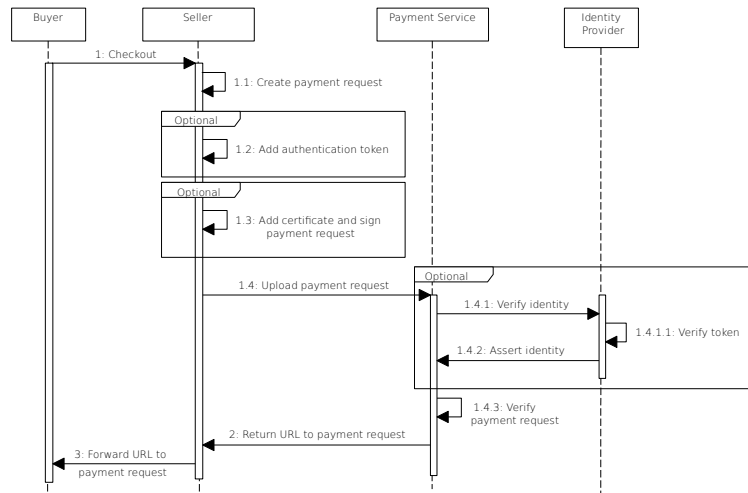 Buyer
Seller
Payment Service
Identity
Provider
1: Checkout
1.1: Create payment request
Optional
1.2: Add authentication token
Optional
1.3: Add certificate and sign
payment request
Optional
1.4: Upload payment request
1.4.1: Verify identity
1.4.1.1: Verify token
1.4.2: Assert identity
1.4.3: Verify
payment request
2: Return URL to payment request
3: Forward URL to
payment request